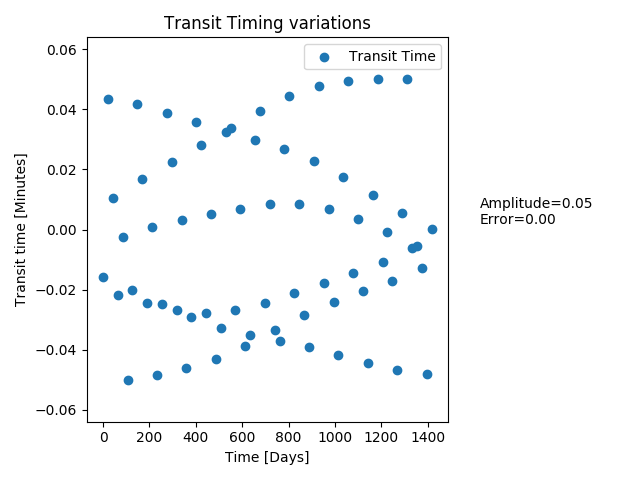 Transit Timing variations
Transit Time
0.06
0.04
0.02
0.00
−0.02
−0.04
−0.06
Transit time [Minutes]
Amplitude=0.05
Error=0.00
0 200 400 600 800 1000 1200 1400
Time [Days]